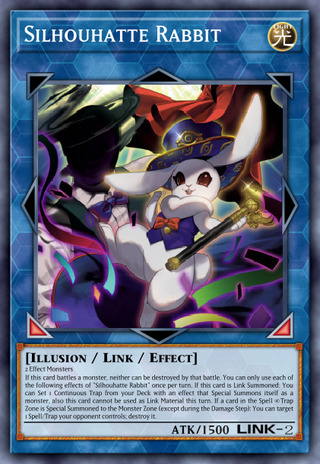 SILHOUHATTE RABBIT
LIGHT
光
[ILLUSION / LINK / EFFECT]
2 Effect Monsters
If this card battles a monster, neither can be destroyed by that battle. You can only use each of
the following effects of "Silhouhatte Rabbit" once per turn. If this card is Link Summoned: You
can Set 1 Continuous Trap from your Deck with an effect that Special Summons itself as a
monster, also this card cannot be used as Link Material this turn. If a card in the Spell & Trap
Zone is Special Summoned to the Monster Zone (except during the Damage Step): You can target
1 Spell/Trap your opponent controls; destroy it.
ATK/1500 LINK-2